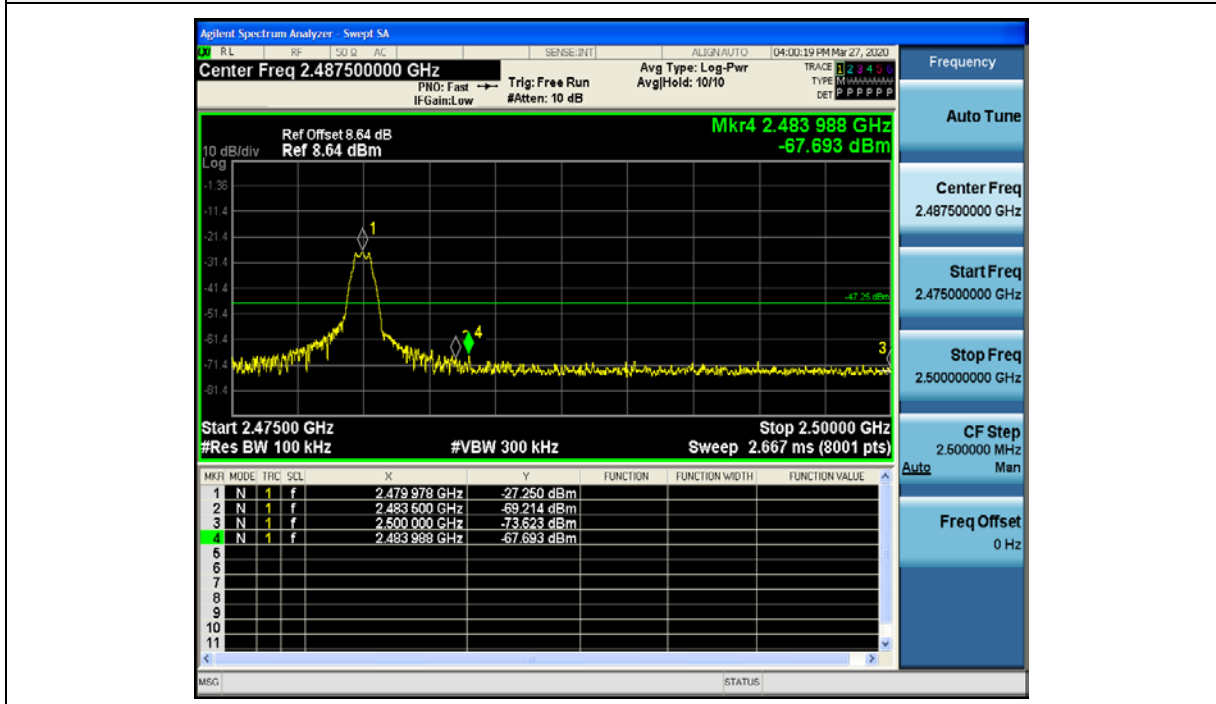 Agilent Spectrum Analyzer - Swept SA
RL RF 50 Ω AC SENSE:INT ALIGN AUTO 04:00:19 PM Mar 27, 2020
Center Freq 2.487500000 GHz
PNO: Fast
IFGain:Low
Trig: Free Run
#Atten: 10 dB
Avg Type: Log-Pwr
Avg|Hold: 10/10
TRACE 1 2 3 4 5 6
TYPE M
DET P P P P P P
Frequency
Mkr4 2.483 988 GHz
-67.693 dBm
Ref Offset 8.64 dB
10 dB/div Ref 8.64 dBm
Log
-1.36
-11.4
-21.4
-31.4
-41.4
-51.4
-61.4
-71.4
-81.4
1
4
3
-47.25 dBm
Start 2.47500 GHz Stop 2.50000 GHz
#Res BW 100 kHz #VBW 300 kHz Sweep 2.667 ms (8001 pts)
MKR MODE TRC SCL X Y FUNCTION FUNCTION WIDTH FUNCTION VALUE
1 N 1 f 2.479 978 GHz -27.250 dBm
2 N 1 f 2.483 500 GHz -69.214 dBm
3 N 1 f 2.500 000 GHz -73.623 dBm
4 N 1 f 2.483 988 GHz -67.693 dBm
5
6
7
8
9
10
11
MSG STATUS
Auto Tune
Center Freq
2.487500000 GHz
Start Freq
2.475000000 GHz
Stop Freq
2.500000000 GHz
CF Step
2.500000 MHz
Auto Man
Freq Offset
0 Hz